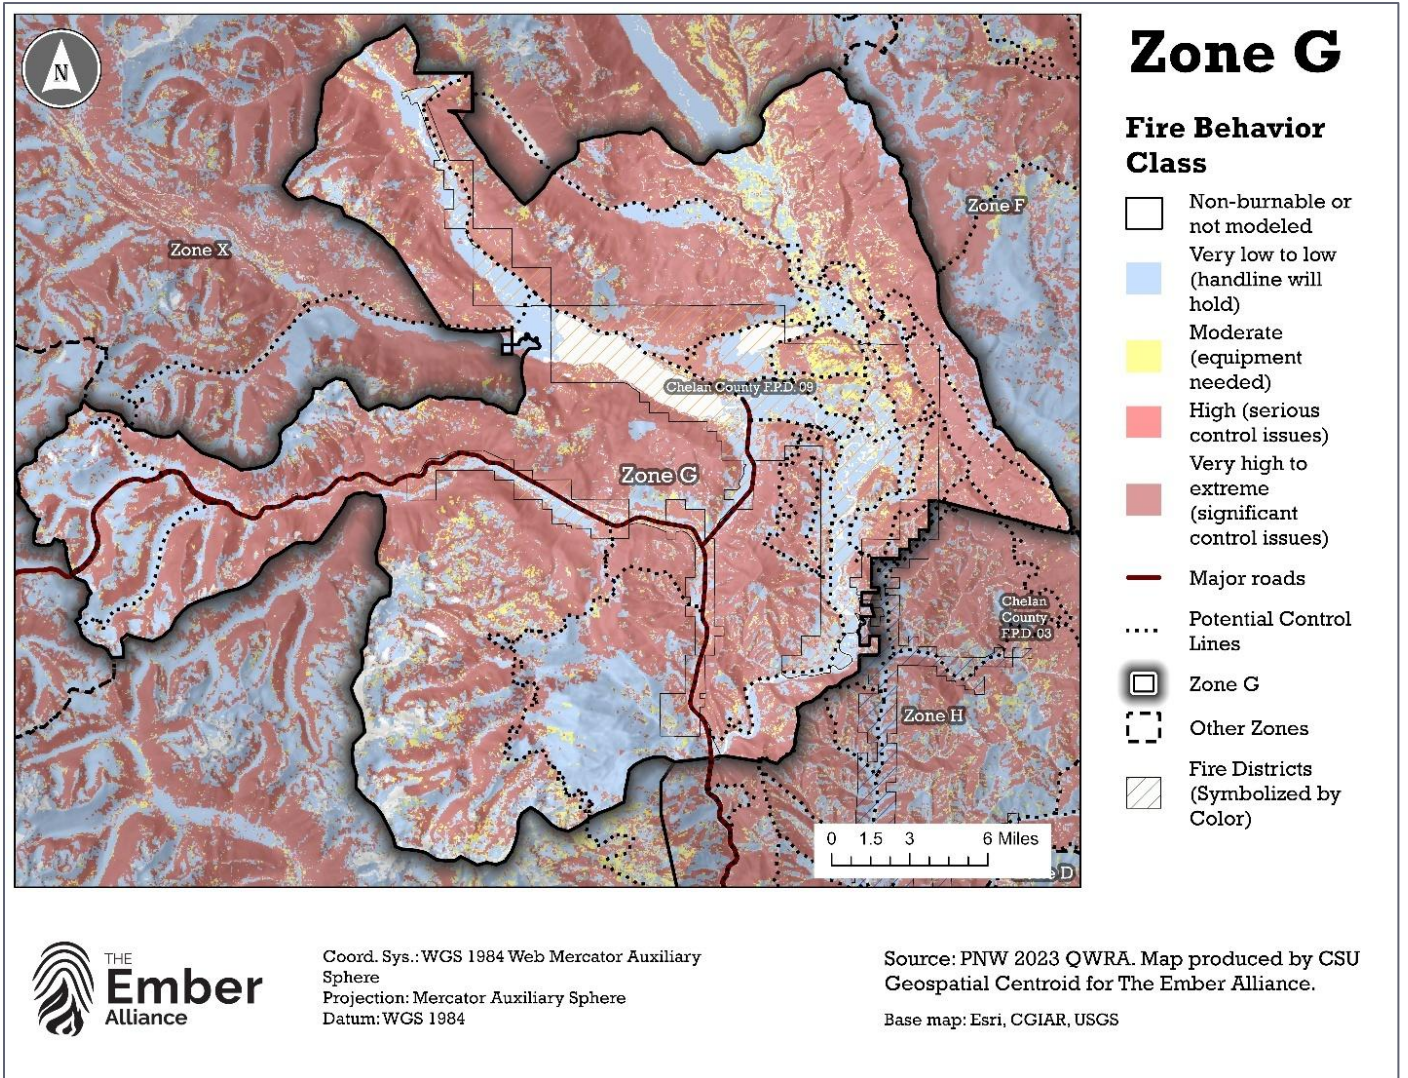 Zone G
N
Fire Behavior
Class
Non-burnable or
not modeled
Very low to low
(handline will
hold)
Moderate
(equipment
needed)
High (serious
control issues)
Very high to
extreme
(significant
control issues)
Major roads
Potential Control
Lines
Zone G
Other Zones
Fire Districts
(Symbolized by
Color)
Zone F
Zone X
Chelan County F.P.D. 09
Zone G
Chelan
County
F.P.D. 03
Zone H
0 1.5 3 6 Miles
D
THE
Ember
Alliance
Coord. Sys.: WGS 1984 Web Mercator Auxiliary
Sphere
Projection: Mercator Auxiliary Sphere
Datum: WGS 1984
Source: PNW 2023 QWRA. Map produced by CSU
Geospatial Centroid for The Ember Alliance.
Base map: Esri, CGIAR, USGS